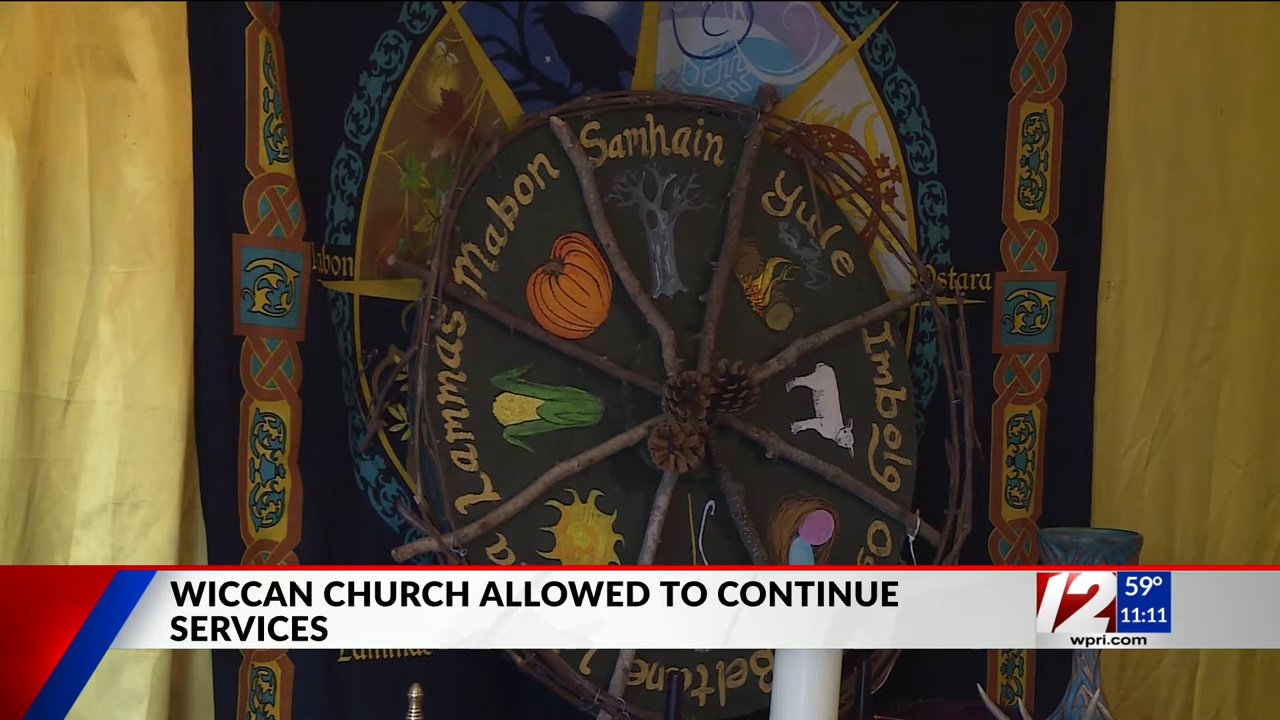 Samhain
Yule
Mabon
Ostara
Imbolg
Lammas
WICCAN CHURCH ALLOWED TO CONTINUE
SERVICES
12
59°
11:11
wpri.com
Beltane